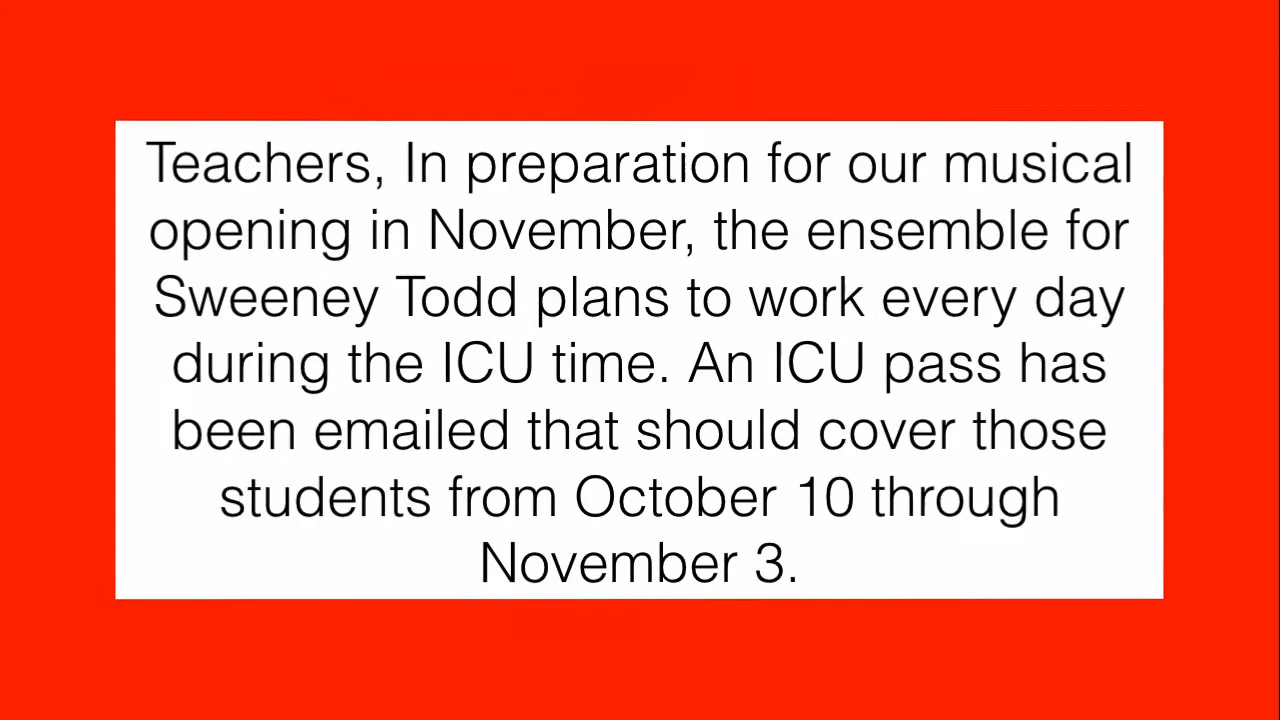 Teachers, In preparation for our musical
opening in November, the ensemble for
Sweeney Todd plans to work every day
during the ICU time. An ICU pass has
been emailed that should cover those
students from October 10 through
November 3.